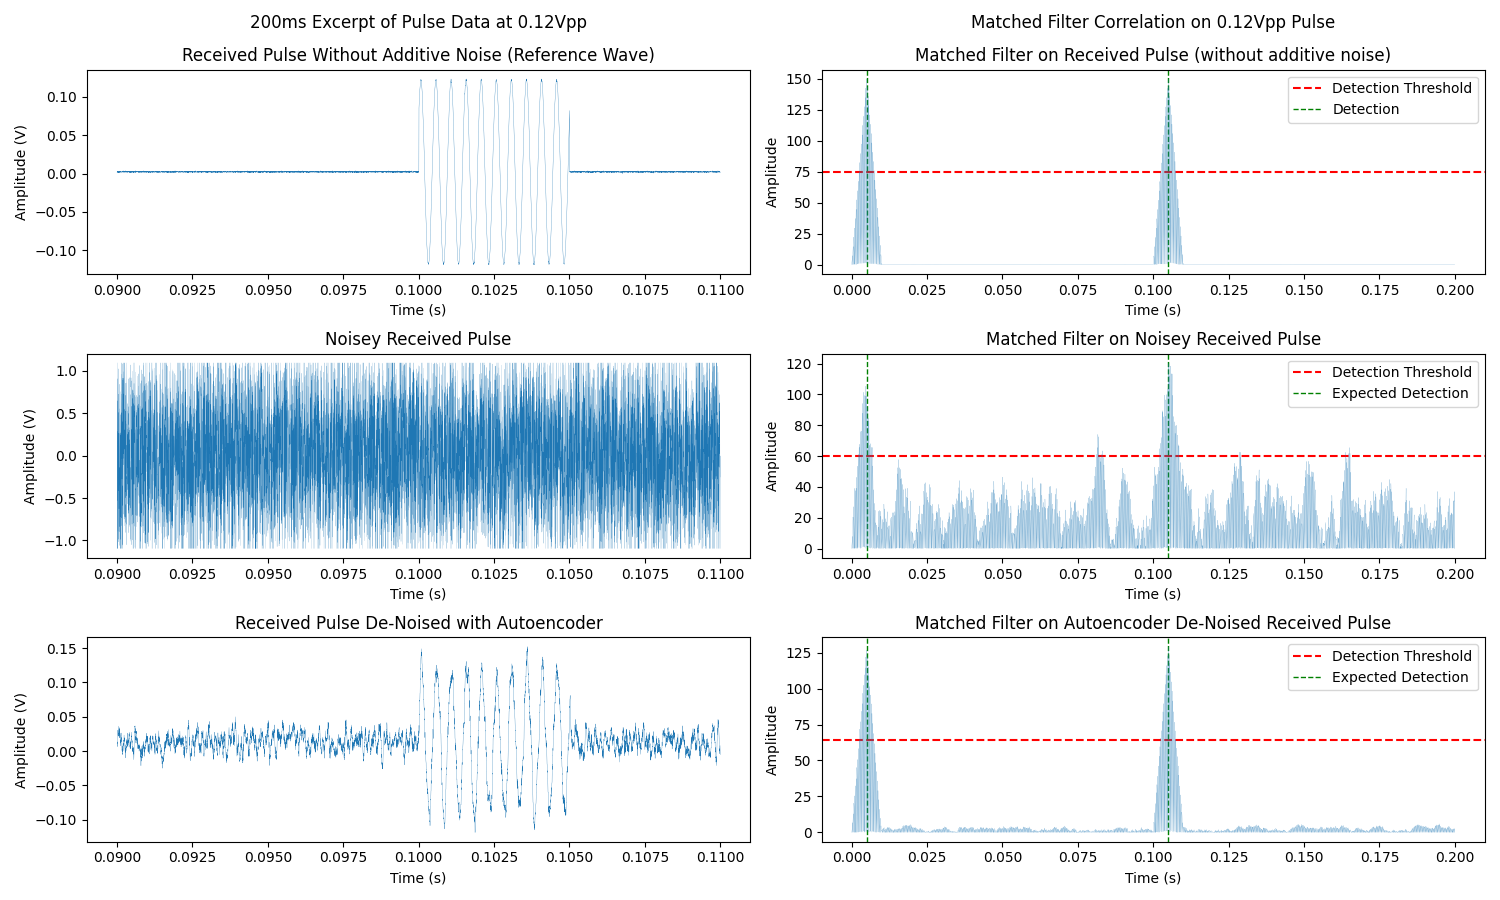 200ms Excerpt of Pulse Data at 0.12Vpp
Received Pulse Without Additive Noise (Reference Wave)
0.10
0.05
0.00
−0.05
−0.10
Amplitude (V)
0.0900 0.0925 0.0950 0.0975 0.1000 0.1025 0.1050 0.1075 0.1100
Time (s)
Matched Filter Correlation on 0.12Vpp Pulse
Matched Filter on Received Pulse (without additive noise)
150
125
100
75
50
25
0
Amplitude
Detection Threshold
Detection
0.000 0.025 0.050 0.075 0.100 0.125 0.150 0.175 0.200
Time (s)
Noisey Received Pulse
1.0
0.5
0.0
−0.5
−1.0
Amplitude (V)
0.0900 0.0925 0.0950 0.0975 0.1000 0.1025 0.1050 0.1075 0.1100
Time (s)
Matched Filter on Noisey Received Pulse
120
100
80
60
40
20
0
Amplitude
Detection Threshold
Expected Detection
0.000 0.025 0.050 0.075 0.100 0.125 0.150 0.175 0.200
Time (s)
Received Pulse De-Noised with Autoencoder
0.15
0.10
0.05
0.00
−0.05
−0.10
Amplitude (V)
0.0900 0.0925 0.0950 0.0975 0.1000 0.1025 0.1050 0.1075 0.1100
Time (s)
Matched Filter on Autoencoder De-Noised Received Pulse
125
100
75
50
25
0
Amplitude
Detection Threshold
Expected Detection
0.000 0.025 0.050 0.075 0.100 0.125 0.150 0.175 0.200
Time (s)